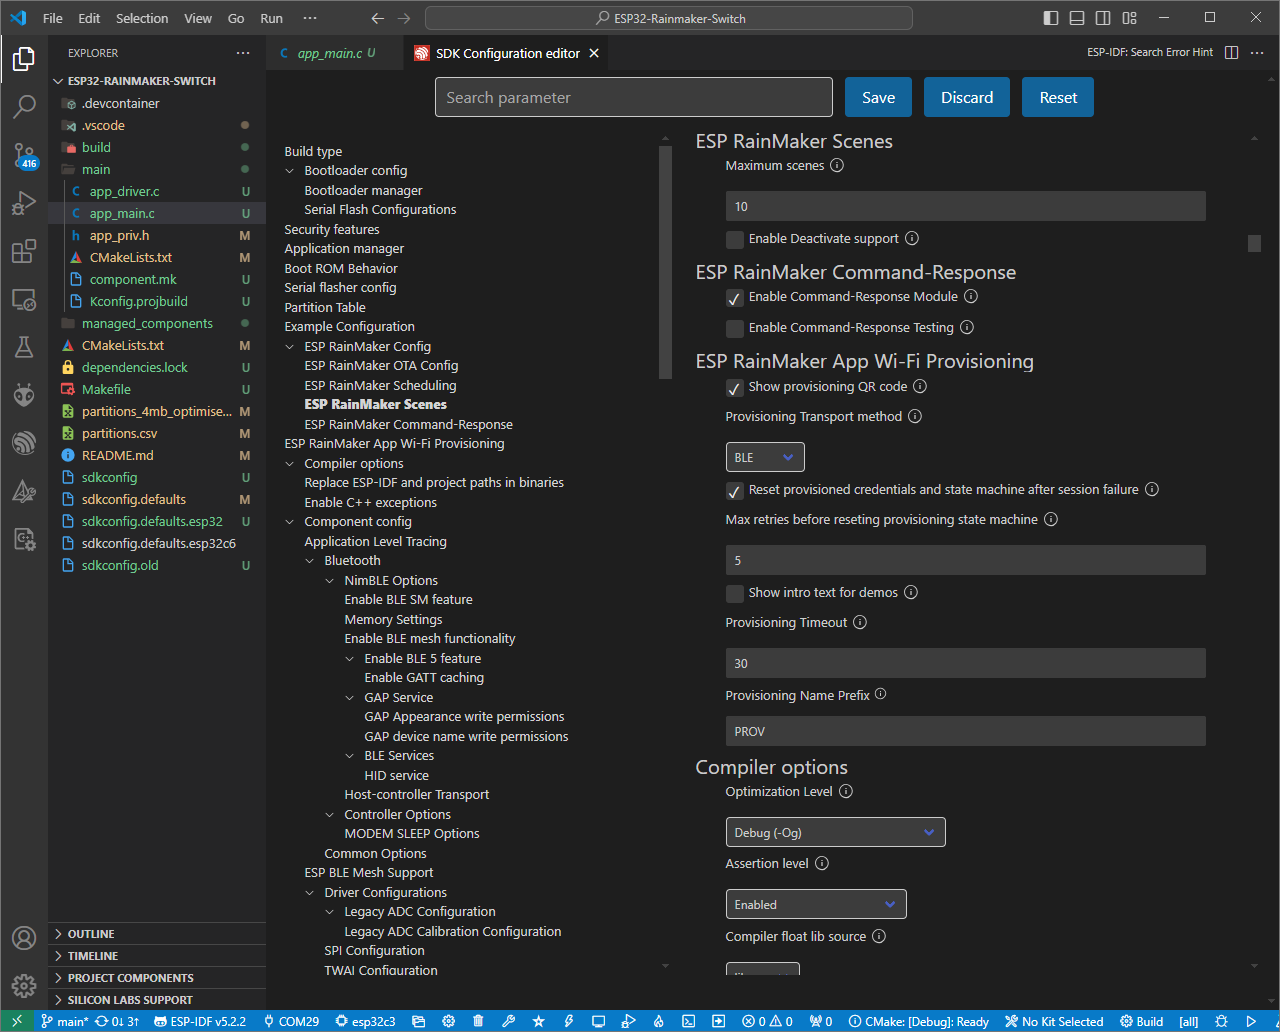 File Edit Selection View Go Run ···
ESP32-Rainmaker-Switch
EXPLORER
ESP32-RAINMAKER-SWITCH
.devcontainer
.vscode
build
main
C app_driver.c U
C app_main.c U
h app_priv.h M
CMakeLists.txt M
component.mk U
Kconfig.projbuild U
managed_components
CMakeLists.txt M
dependencies.lock U
Makefile U
partitions_4mb_optimise... M
partitions.csv M
README.md M
sdkconfig U
sdkconfig.defaults M
sdkconfig.defaults.esp32 U
sdkconfig.defaults.esp32c6
sdkconfig.old U
OUTLINE
TIMELINE
PROJECT COMPONENTS
SILICON LABS SUPPORT
416
C app_main.c U
SDK Configuration editor
ESP-IDF: Search Error Hint
Search parameter
Save
Discard
Reset
Build type
Bootloader config
Bootloader manager
Serial Flash Configurations
Security features
Application manager
Boot ROM Behavior
Serial flasher config
Partition Table
Example Configuration
ESP RainMaker Config
ESP RainMaker OTA Config
ESP RainMaker Scheduling
ESP RainMaker Scenes
ESP RainMaker Command-Response
ESP RainMaker App Wi-Fi Provisioning
Compiler options
Replace ESP-IDF and project paths in binaries
Enable C++ exceptions
Component config
Application Level Tracing
Bluetooth
NimBLE Options
Enable BLE SM feature
Memory Settings
Enable BLE mesh functionality
Enable BLE 5 feature
Enable GATT caching
GAP Service
GAP Appearance write permissions
GAP device name write permissions
BLE Services
HID service
Host-controller Transport
Controller Options
MODEM SLEEP Options
Common Options
ESP BLE Mesh Support
Driver Configurations
Legacy ADC Configuration
Legacy ADC Calibration Configuration
SPI Configuration
TWAI Configuration
ESP RainMaker Scenes
Maximum scenes
10
Enable Deactivate support
ESP RainMaker Command-Response
Enable Command-Response Module
Enable Command-Response Testing
ESP RainMaker App Wi-Fi Provisioning
Show provisioning QR code
Provisioning Transport method
BLE
Reset provisioned credentials and state machine after session failure
Max retries before reseting provisioning state machine
5
Show intro text for demos
Provisioning Timeout
30
Provisioning Name Prefix
PROV
Compiler options
Optimization Level
Debug (-Og)
Assertion level
Enabled
Compiler float lib source
main* 0↓ 3↑ ESP-IDF v5.2.2 COM29 esp32c3 0 0 0 CMake: [Debug]: Ready No Kit Selected Build [all]